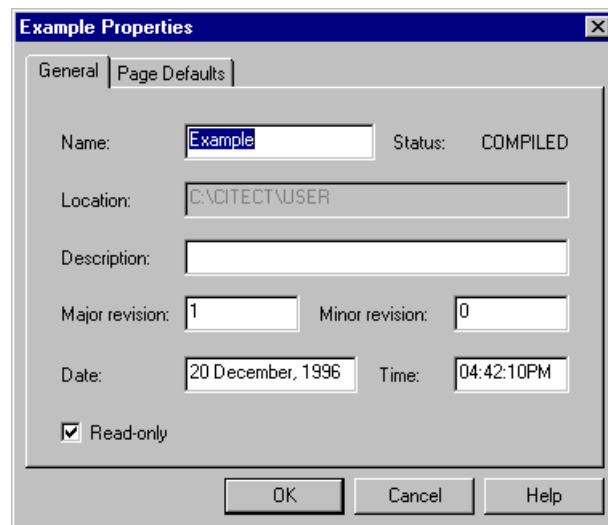 Example Properties
General Page Defaults
Name: Example Status: COMPILED
Location: C:\CITECT\USER
Description:
Major revision: 1 Minor revision: 0
Date: 20 December, 1996 Time: 04:42:10PM
Read-only
OK Cancel Help